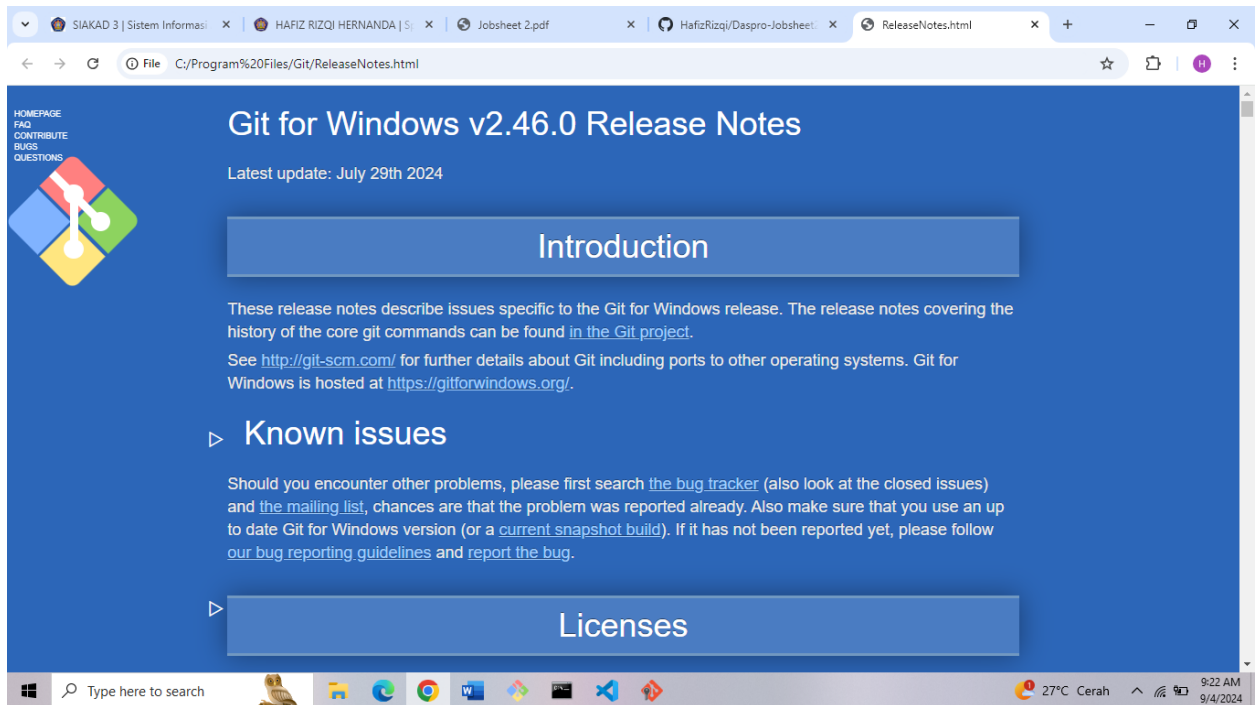 SIAKAD 3 | Sistem Informasi
HAFIZ RIZQI HERNANDA | Sp
Jobsheet 2.pdf
HafizRizqi/Daspro-Jobsheet2
ReleaseNotes.html
File
C:/Program%20Files/Git/ReleaseNotes.html
H
HOMEPAGE
FAQ
CONTRIBUTE
BUGS
QUESTIONS
Git for Windows v2.46.0 Release Notes
Latest update: July 29th 2024
Introduction
These release notes describe issues specific to the Git for Windows release. The release notes covering the
history of the core git commands can be found in the Git project.
See http://git-scm.com/ for further details about Git including ports to other operating systems. Git for
Windows is hosted at https://gitforwindows.org/.
Known issues
Should you encounter other problems, please first search the bug tracker (also look at the closed issues)
and the mailing list, chances are that the problem was reported already. Also make sure that you use an up
to date Git for Windows version (or a current snapshot build). If it has not been reported yet, please follow
our bug reporting guidelines and report the bug.
Licenses
Type here to search
27°C Cerah
9:22 AM
9/4/2024